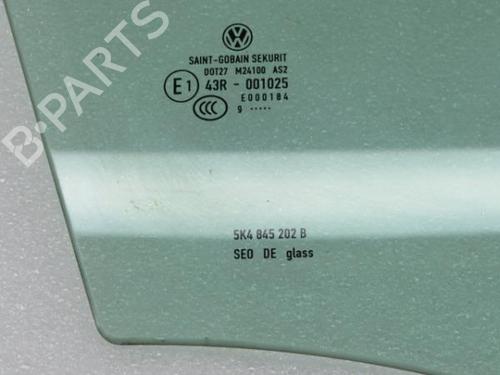 B-PARTS
SAINT-GOBAIN SEKURIT
DOT27 M24100 AS2
E1 43R - 001025
E000184
CCC
9 .....
5K4 845 202 B
SEO DE glass